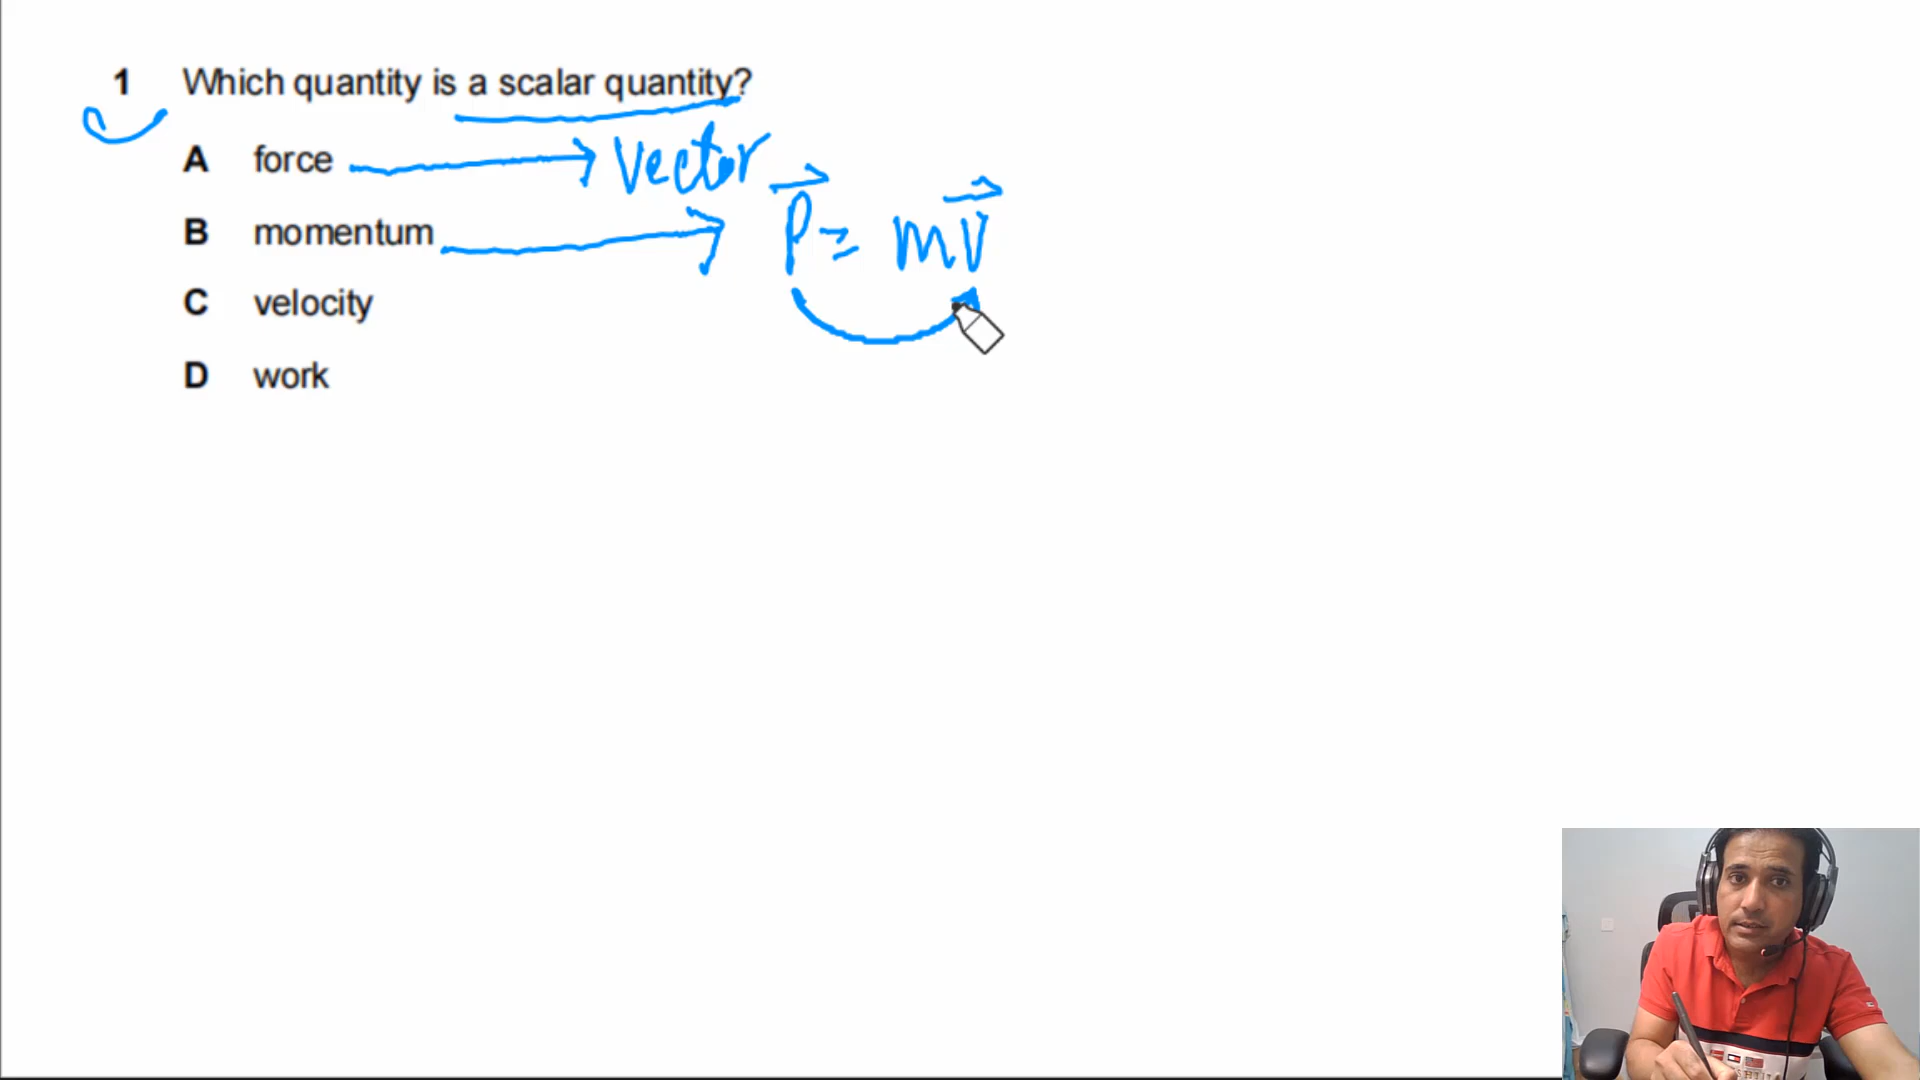 1 Which quantity is a scalar quantity?
A force → Vector
B momentum → P⃗ = mV⃗
C velocity
D work